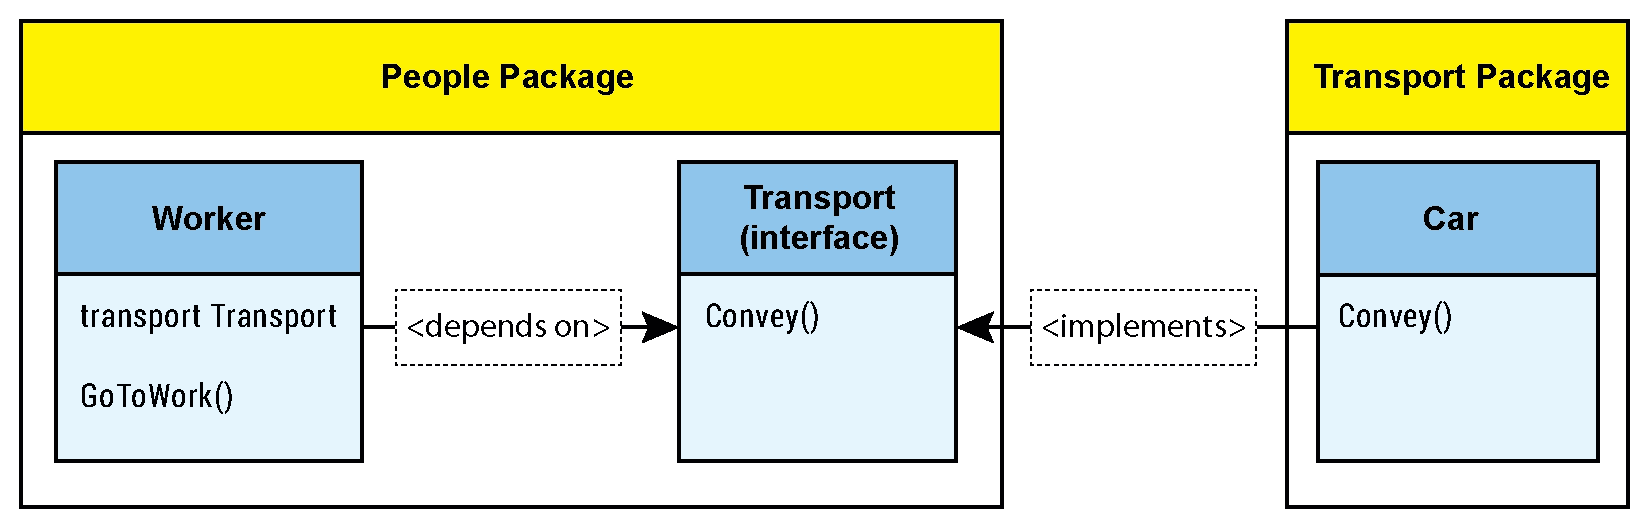 People Package
Transport Package
Worker
transport Transport
GoToWork()
<depends on>
Transport
(interface)
Convey()
<implements>
Car
Convey()